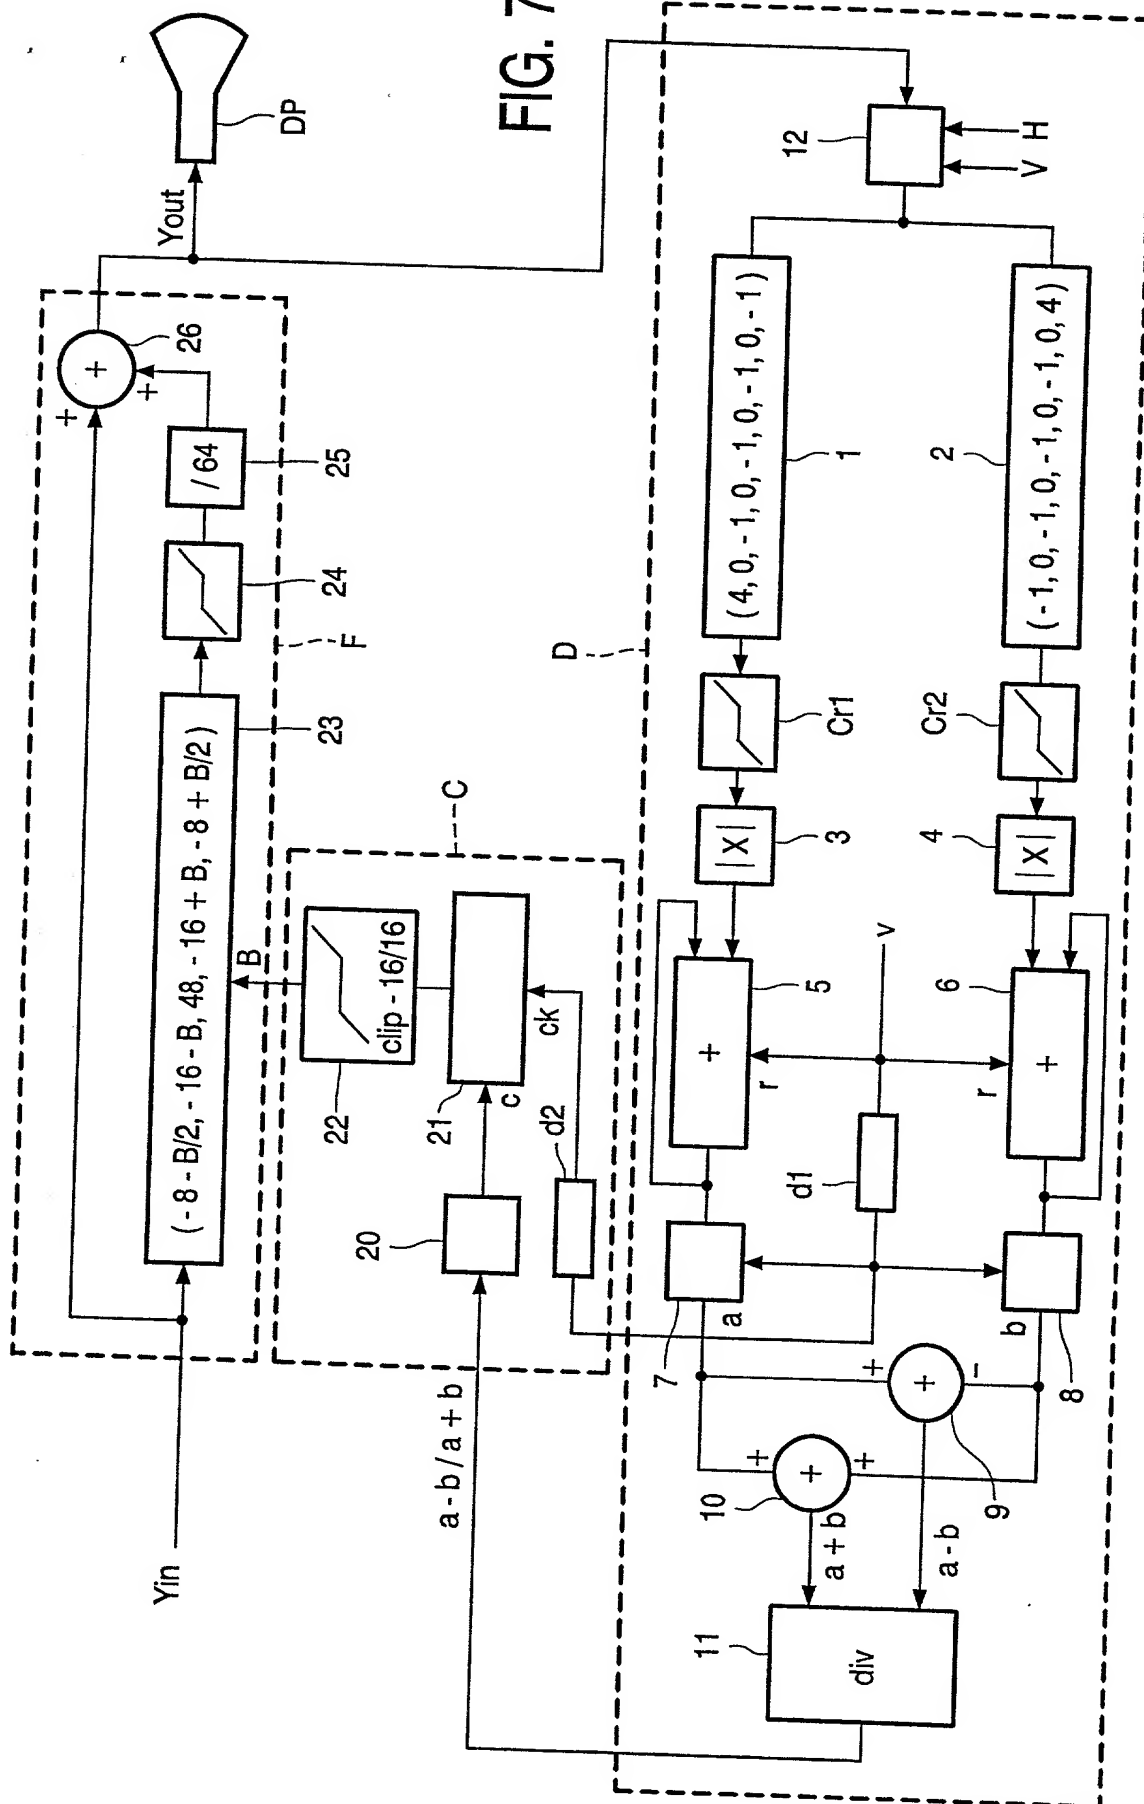 Yin
(-8-B/2, -16-B, 48, -16+B, -8+B/2)
23
24
/64
25
+
+
+
26
Yout
DP
F
B
22
clip -16/16
C
21
c
ck
20
d2
a-b/a+b
FIG. 7
D
11
div
a+b
a-b
10
+
+
+
9
+
+
-
7
a
b
8
d1
r
r
v
+
5
+
6
|X|
3
|X|
4
Cr1
Cr2
(4, 0, -1, 0, -1, 0, -1, 0, -1)
1
(-1, 0, -1, 0, -1, 0, -1, 0, 4)
2
12
V
H